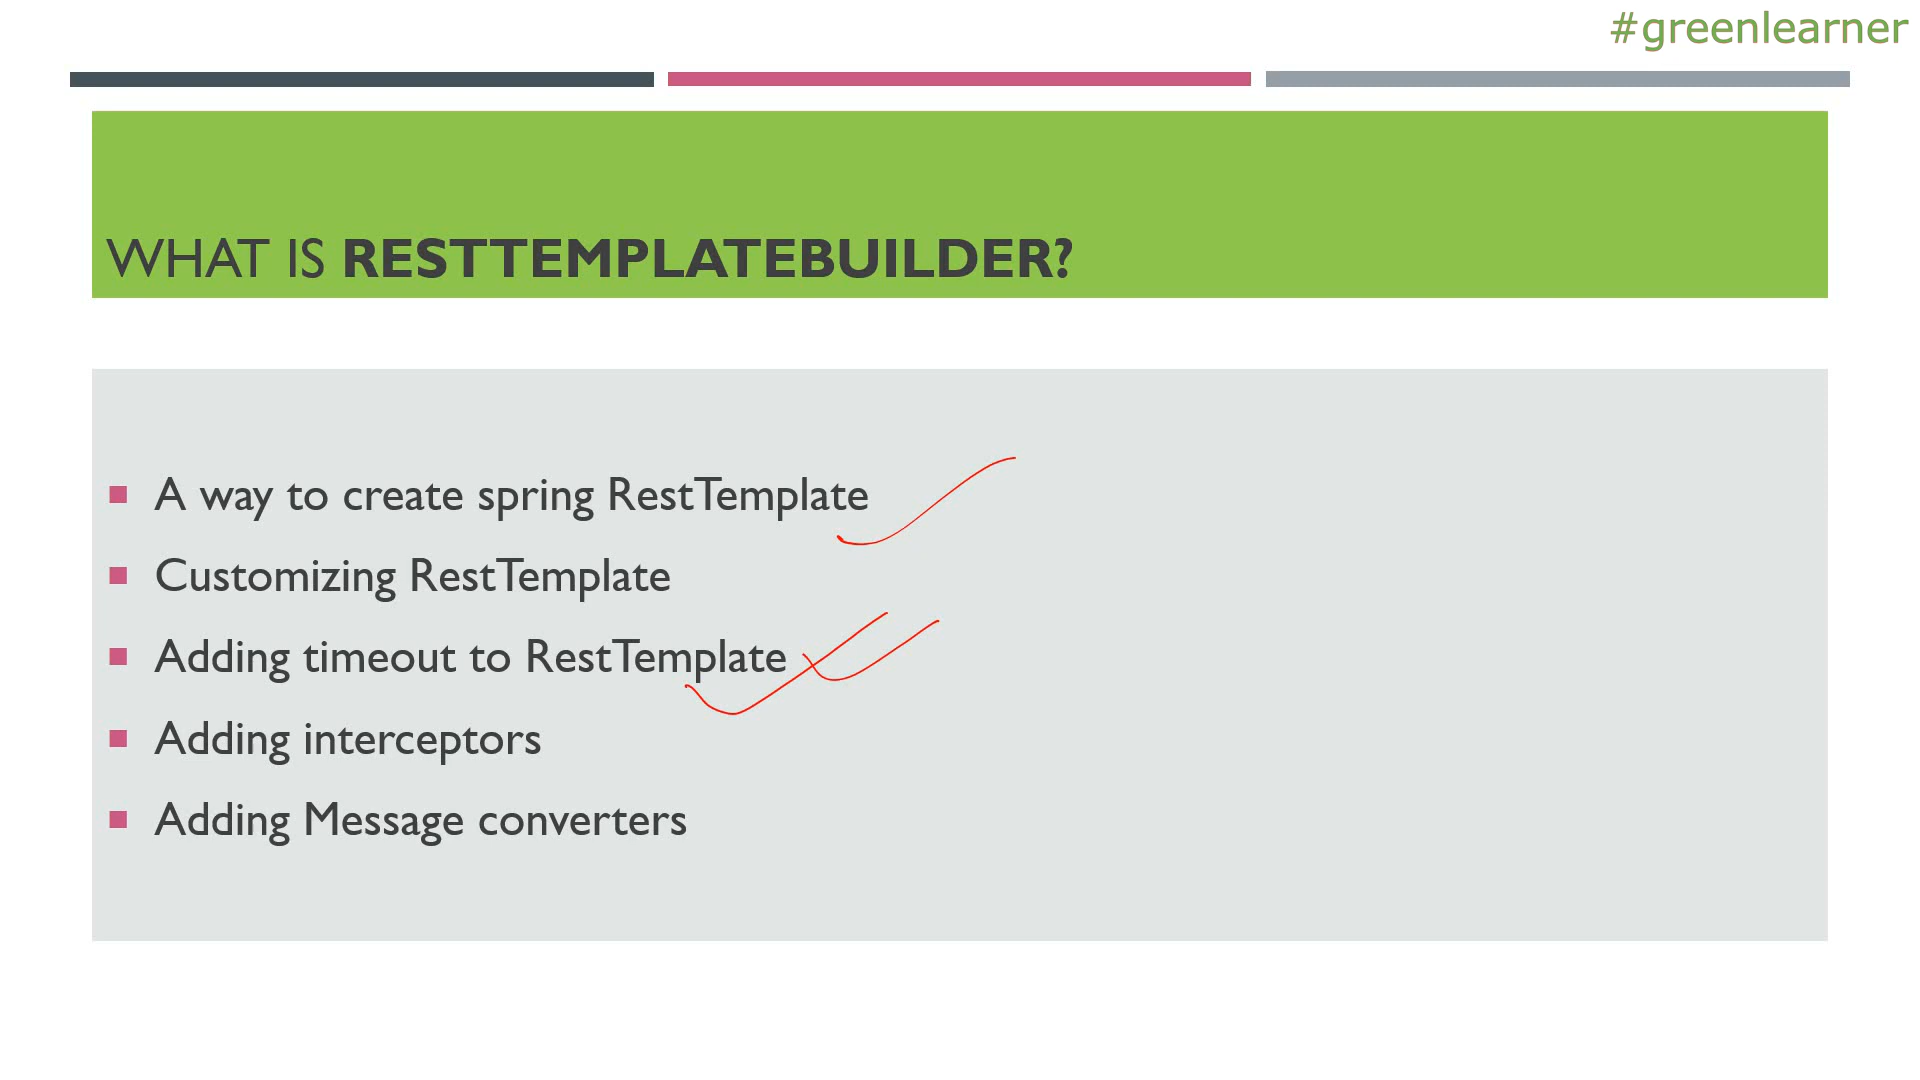 #greenlearner
WHAT IS RESTTEMPLATEBUILDER?
A way to create spring RestTemplate
Customizing RestTemplate
Adding timeout to RestTemplate
Adding interceptors
Adding Message converters